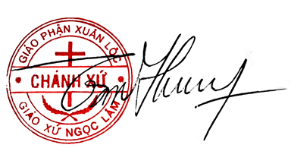 GIÁO PHẬN XUÂN LỘC
CHÁNH XỨ
GIÁO XỨ NGỌC LÂM